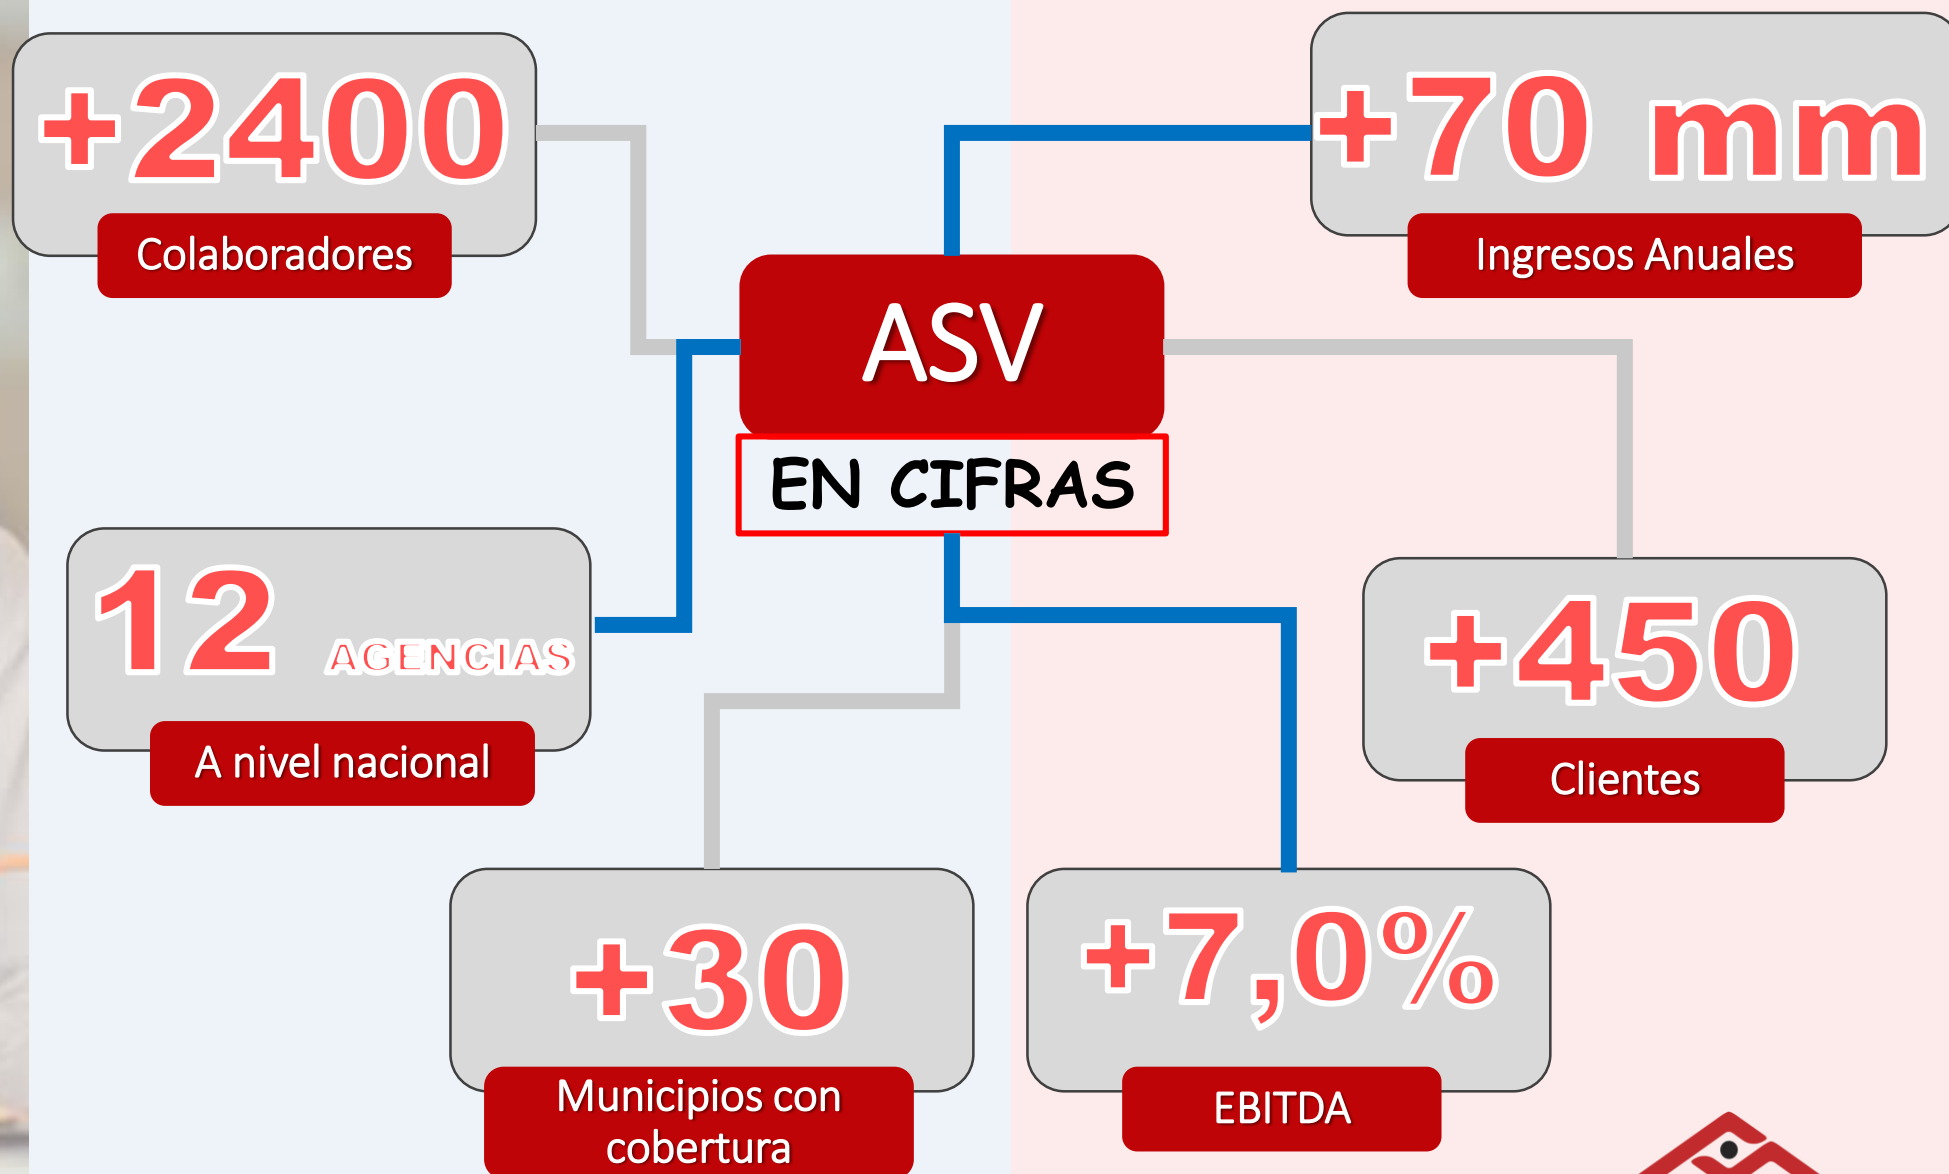 +2400
Colaboradores
+70 mm
Ingresos Anuales
ASV
EN CIFRAS
12 AGENCIAS
A nivel nacional
+450
Clientes
+30
Municipios con
cobertura
+7,0%
EBITDA